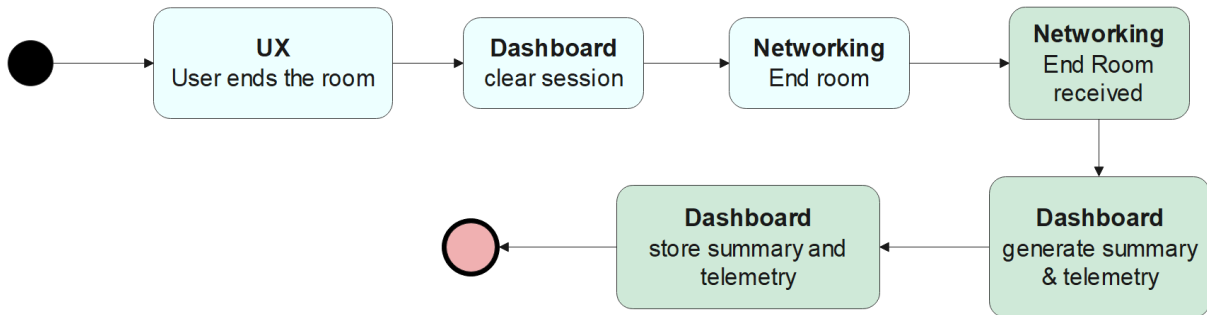 UX
User ends the room
Dashboard
clear session
Networking
End room
Networking
End Room
received
Dashboard
generate summary
& telemetry
Dashboard
store summary and
telemetry